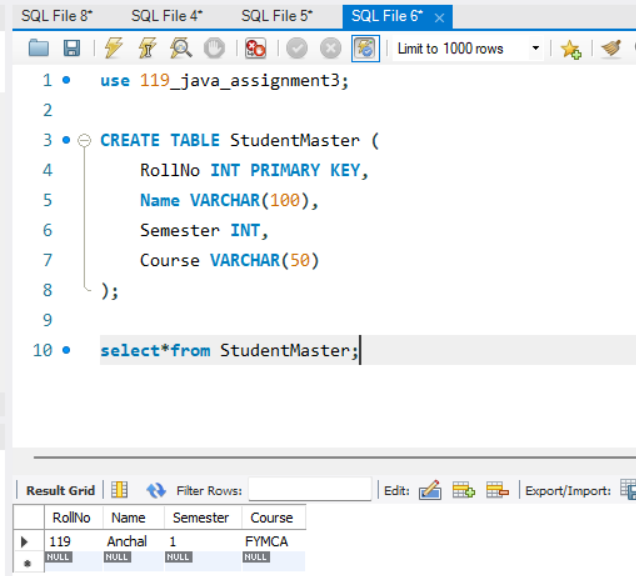 SQL File 8* SQL File 4* SQL File 5* SQL File 6* ×
Limit to 1000 rows
1 use 119_java_assignment3;
2
3 CREATE TABLE StudentMaster (
4 RollNo INT PRIMARY KEY,
5 Name VARCHAR(100),
6 Semester INT,
7 Course VARCHAR(50)
8 );
9
10 select*from StudentMaster;
Result Grid Filter Rows: Edit: Export/Import:
RollNo Name Semester Course
119 Anchal 1 FYMCA
NULL NULL NULL NULL